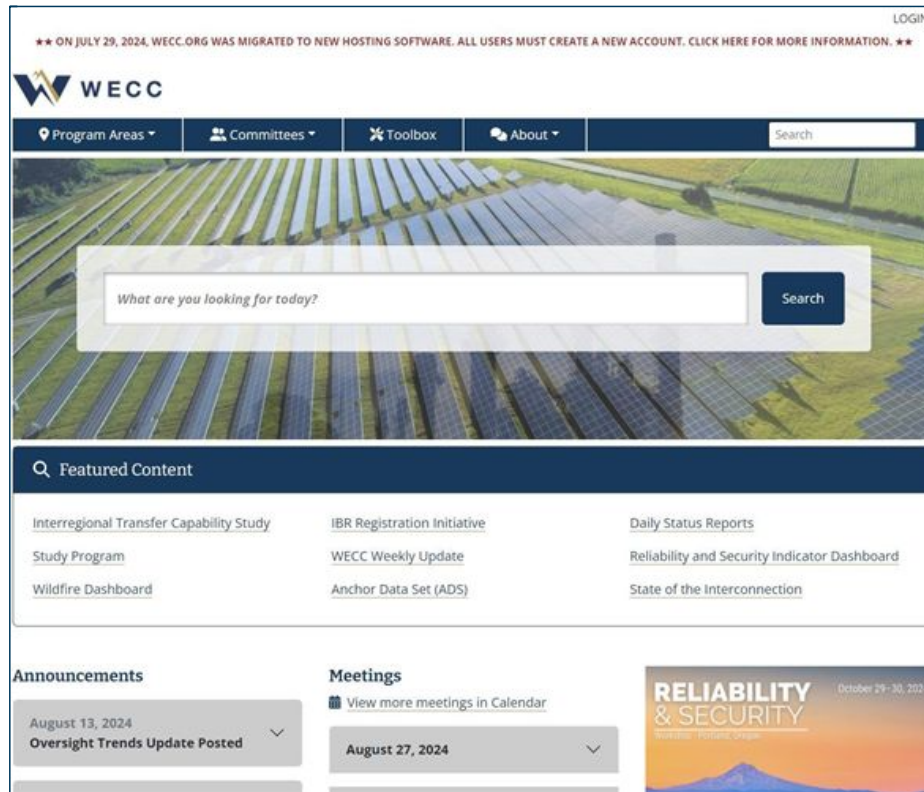 LOGIN
★★ ON JULY 29, 2024, WECC.ORG WAS MIGRATED TO NEW HOSTING SOFTWARE. ALL USERS MUST CREATE A NEW ACCOUNT. CLICK HERE FOR MORE INFORMATION. ★★
WECC
Program Areas
Committees
Toolbox
About
Search
What are you looking for today?
Search
Featured Content
Interregional Transfer Capability Study
IBR Registration Initiative
Daily Status Reports
Study Program
WECC Weekly Update
Reliability and Security Indicator Dashboard
Wildfire Dashboard
Anchor Data Set (ADS)
State of the Interconnection
Announcements
August 13, 2024
Oversight Trends Update Posted
Meetings
View more meetings in Calendar
August 27, 2024
RELIABILITY
& SECURITY
Workshop - Portland, Oregon
October 29-30, 202